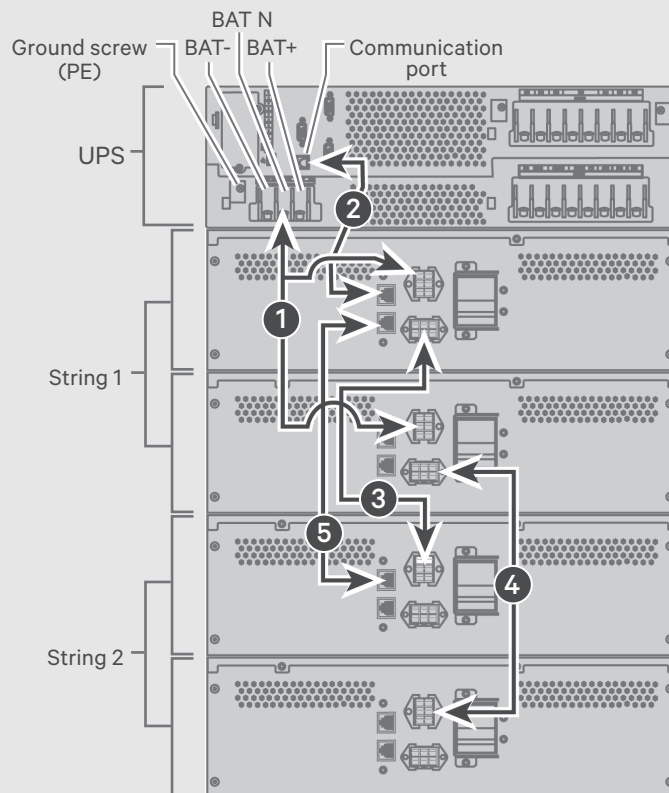 BAT N
Ground screw
(PE)
BAT-
BAT+
Communication
port
UPS
2
1
String 1
3
5
4
String 2